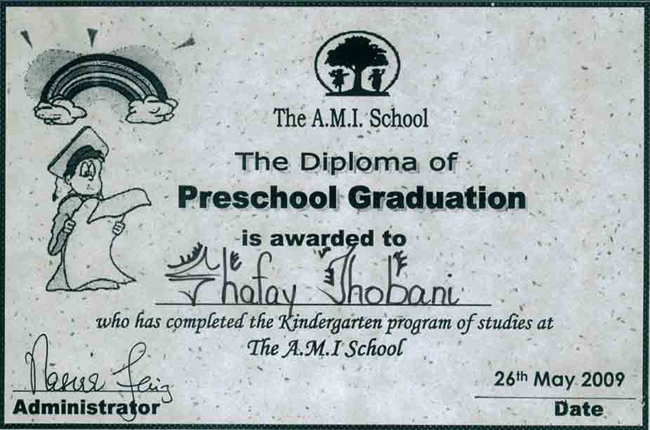 The A.M.I. School
The Diploma of
Preschool Graduation
is awarded to
Shafay Thobani
who has completed the Kindergarten program of studies at
The A.M.I School
26th May 2009
Administrator
Date